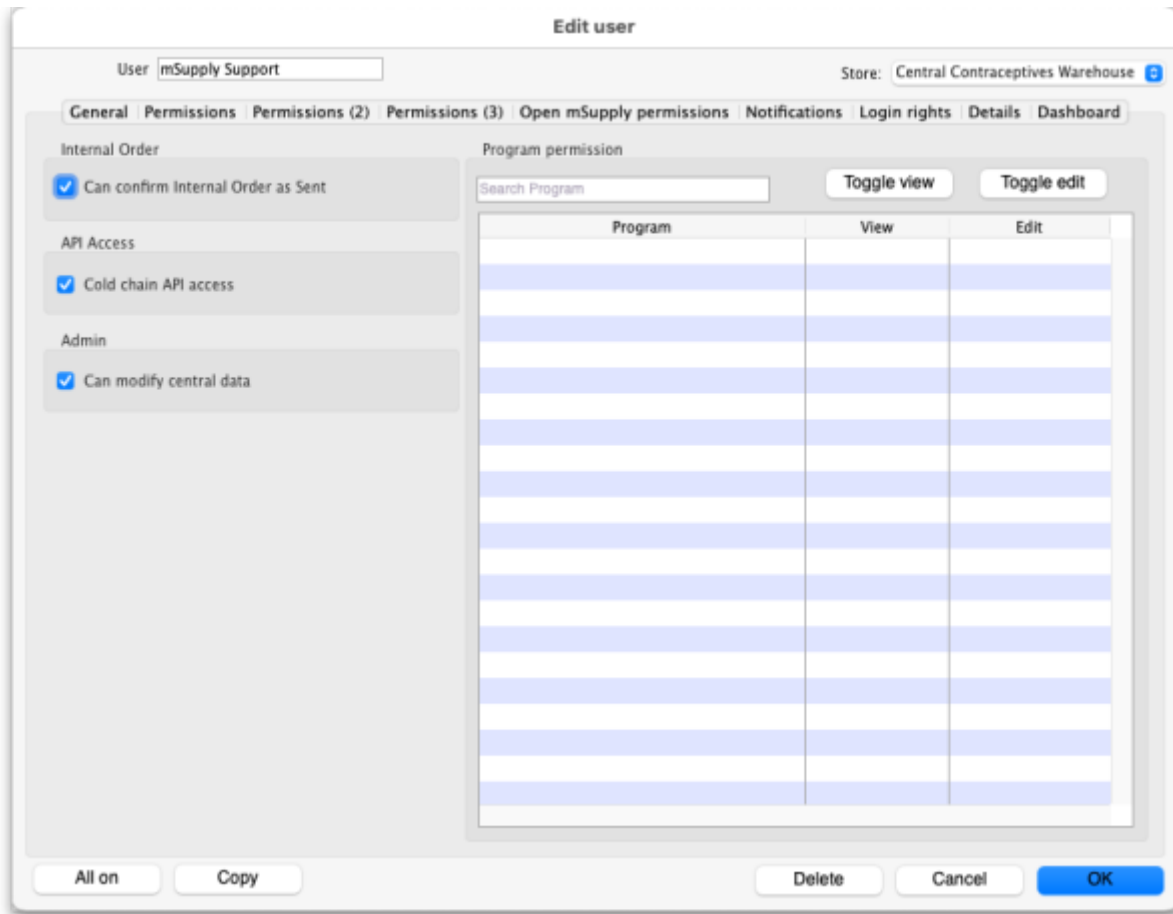 Edit user
User mSupply Support
Store: Central Contraceptives Warehouse
General Permissions Permissions (2) Permissions (3) Open mSupply permissions Notifications Login rights Details Dashboard
Internal Order
Can confirm Internal Order as Sent
API Access
Cold chain API access
Admin
Can modify central data
Program permission
Search Program Toggle view Toggle edit
Program View Edit
All on Copy Delete Cancel OK